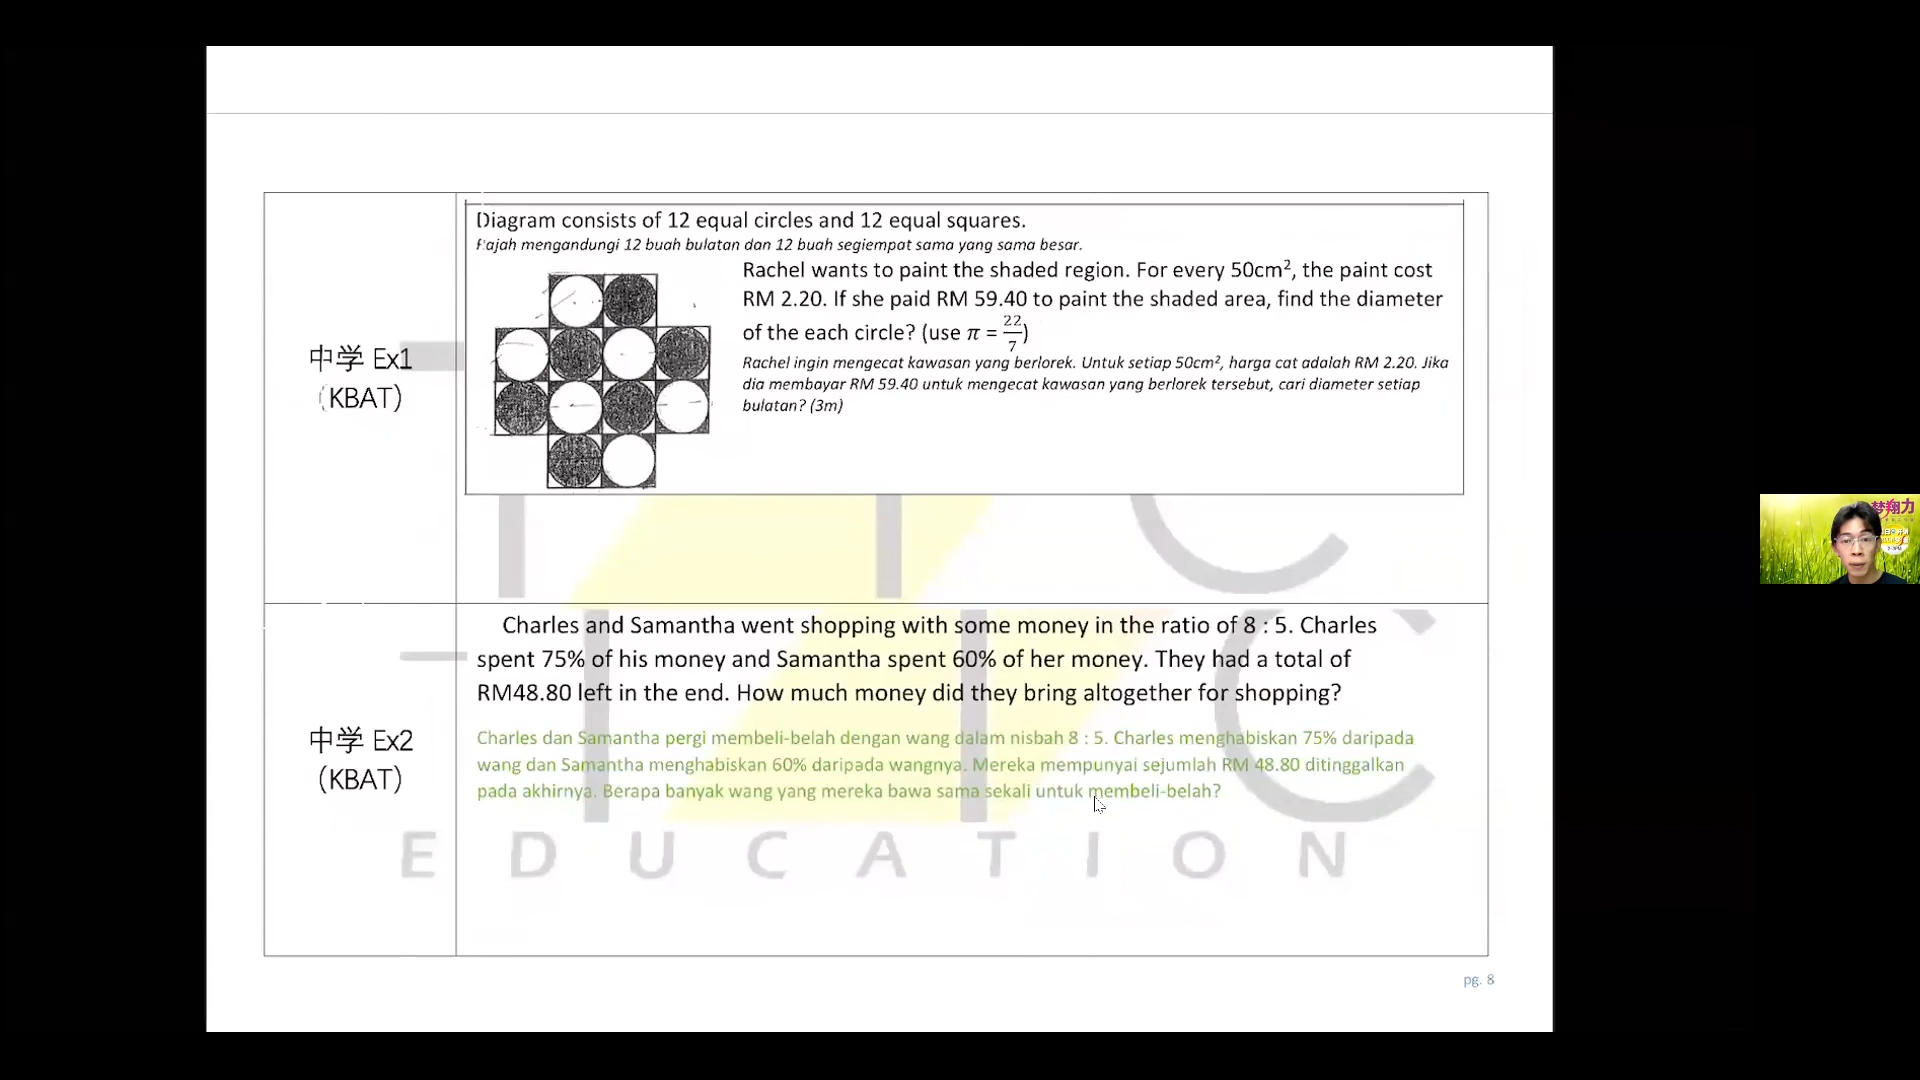 Diagram consists of 12 equal circles and 12 equal squares.
Rajah mengandungi 12 buah bulatan dan 12 buah segiempat sama yang sama besar.
Rachel wants to paint the shaded region. For every 50cm², the paint cost
RM 2.20. If she paid RM 59.40 to paint the shaded area, find the diameter
of the each circle? (use π = 22/7)
Rachel ingin mengecat kawasan yang berlorek. Untuk setiap 50cm², harga cat adalah RM 2.20. Jika
dia membayar RM 59.40 untuk mengecat kawasan yang berlorek tersebut, cari diameter setiap
bulatan? (3m)
中学 Ex1
(KBAT)
Charles and Samantha went shopping with some money in the ratio of 8 : 5. Charles
spent 75% of his money and Samantha spent 60% of her money. They had a total of
RM48.80 left in the end. How much money did they bring altogether for shopping?
Charles dan Samantha pergi membeli-belah dengan wang dalam nisbah 8 : 5. Charles menghabiskan 75% daripada
wang dan Samantha menghabiskan 60% daripada wangnya. Mereka mempunyai sejumlah RM 48.80 ditinggalkan
pada akhirnya. Berapa banyak wang yang mereka bawa sama sekali untuk membeli-belah?
中学 Ex2
(KBAT)
EDUCATION
pg. 8
梦翔力